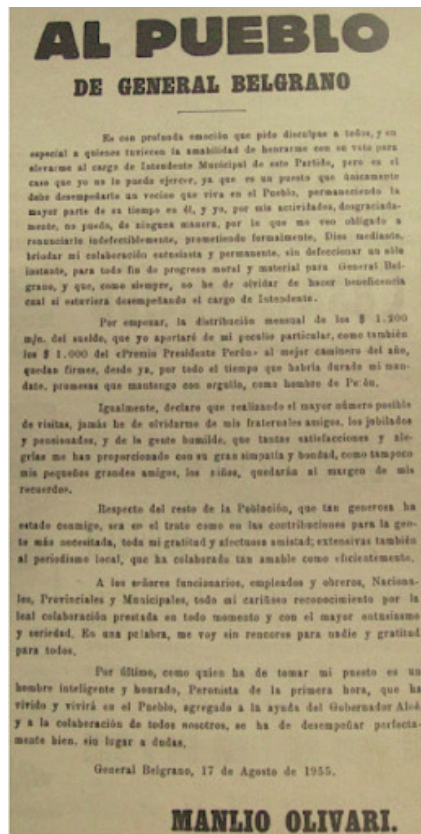 AL PUEBLO
DE GENERAL BELGRANO
Es con profunda emoción que pido disculpas a todos, y en
especial a quienes tuvieron la amabilidad de honrarme con su voto para
elevarme al cargo de Intendente Municipal de este Partido, pero es el
caso que yo no lo puedo ejercer, ya que es un puesto que únicamente
debe desempeñarlo un vecino que viva en el Pueblo, permaneciendo la
mayor parte de su tiempo en él, y yo, por mis actividades, desgraciada-
mente, no puedo, de ninguna manera, por lo que me veo obligado a
renunciarlo indefectiblemente, prometiendo formalmente, Dios mediante,
brindar mi colaboración entusiasta y permanente, sin defeccionar un sólo
instante, para todo fin de progreso moral y material para General Bel-
grano, y que, como siempre, no he de olvidar de hacer beneficencia
cual si estuviera desempeñando el cargo de Intendente.
Por empezar, la distribución mensual de los $ 1.200
m/n. del sueldo, que yo aportaré de mi peculio particular, como también
los $ 1.000 del «Premio Presidente Perón» al mejor caminero del año,
quedan firmes, desde ya, por todo el tiempo que habría durado mi man-
dato, promesas que mantengo con orgullo, como hombre de Perón.
Igualmente, declaro que realizando el mayor número posible
de visitas, jamás he de olvidarme de mis fraternales amigos, los jubilados
y pensionados, y de la gente humilde, que tantas satisfacciones y ale-
grías me han proporcionado con su gran simpatía y bondad, como tampoco
mis pequeños grandes amigos, los niños, quedarán al margen de mis
recuerdos.
Respecto del resto de la Población, que tan generosa ha
estado conmigo, sea en el trato como en las contribuciones para la gen-
te más necesitada, todo mi gratitud y afectuosa amistad; extensivas también
al periodismo local, que ha colaborado tan amable como eficientemente.
A los señores funcionarios, empleados y obreros, Naciona-
les, Provinciales y Municipales, todo mi cariñoso reconocimiento por la
leal colaboración prestada en todo momento y con el mayor entusiasmo
y seriedad. En una palabra, me voy sin rencores para nadie y gratitud
para todos.
Por último, como quien ha de tomar mi puesto es un
hombre inteligente y honrado, Peronista de la primera hora, que ha
vivido y vivirá en el Pueblo, agregado a la ayuda del Gobernador Aloé
y a la colaboración de todos nosotros, se ha de desempeñar perfecta-
mente bien, sin lugar a dudas.
General Belgrano, 17 de Agosto de 1955.
MANLIO OLIVARI.